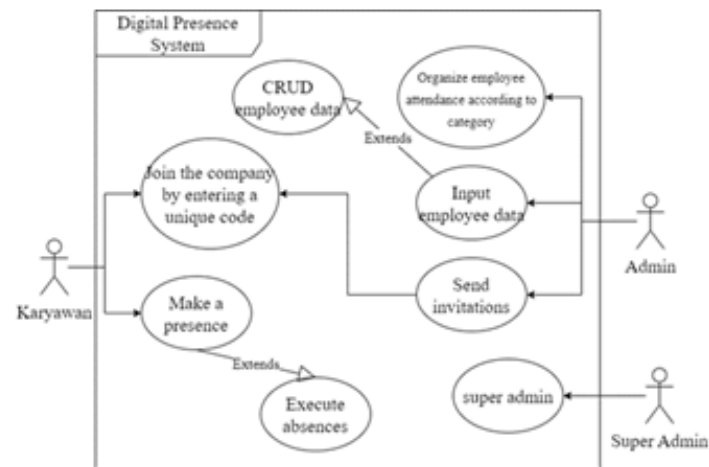 Digital Presence
System
CRUD
employee data
Organize employee
attendance according to
category
Extends
Join the company
by entering a
unique code
Input
employee data
Admin
Karyawan
Make a
presence
Send
invitations
Extends
Execute
absences
super admin
Super Admin